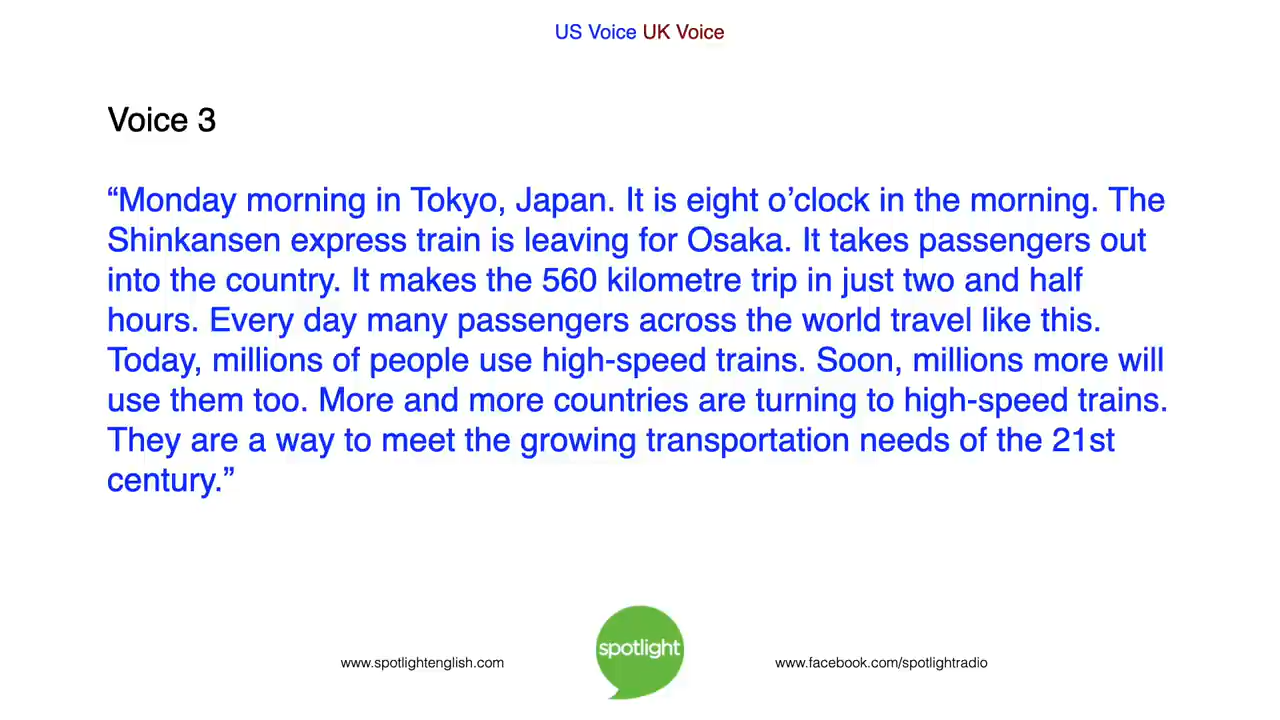 US Voice UK Voice
Voice 3
“Monday morning in Tokyo, Japan. It is eight o’clock in the morning. The
Shinkansen express train is leaving for Osaka. It takes passengers out
into the country. It makes the 560 kilometre trip in just two and half
hours. Every day many passengers across the world travel like this.
Today, millions of people use high-speed trains. Soon, millions more will
use them too. More and more countries are turning to high-speed trains.
They are a way to meet the growing transportation needs of the 21st
century.”
spotlight
www.spotlightenglish.com
www.facebook.com/spotlightradio